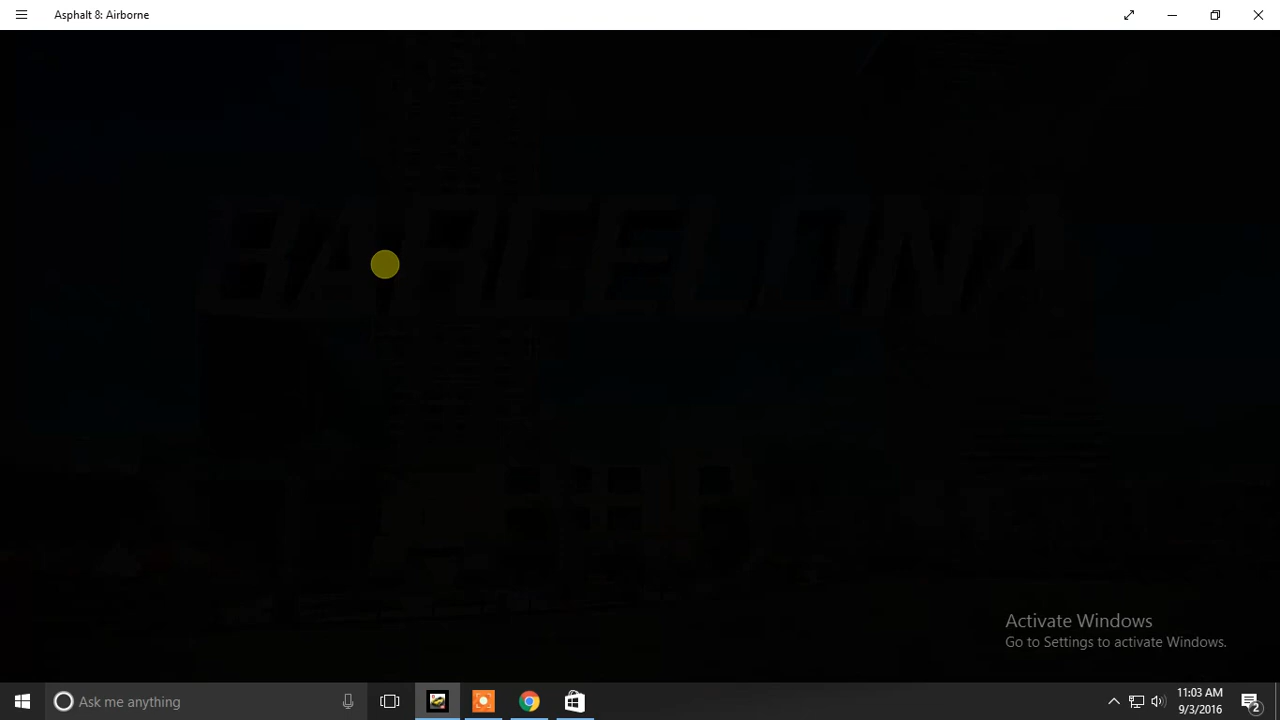 Asphalt 8: Airborne
BARCELONA
Activate Windows
Go to Settings to activate Windows.
Ask me anything
11:03 AM
9/3/2016
2